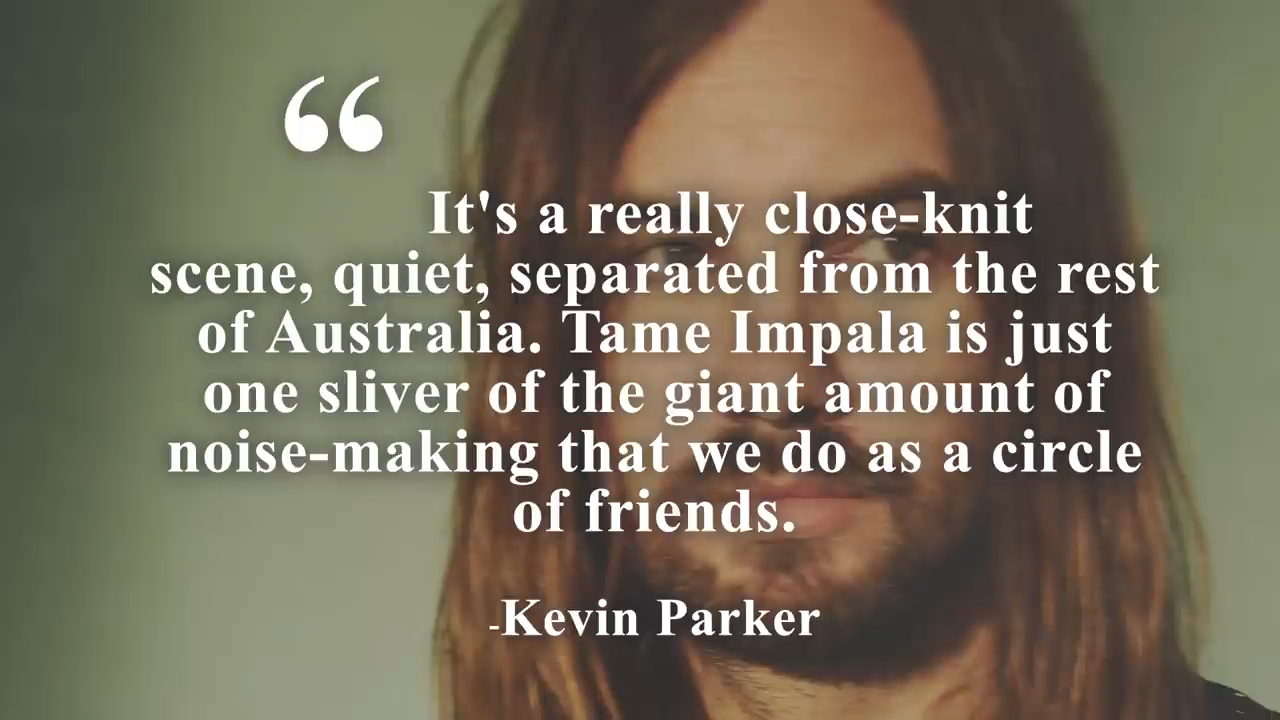 “
It's a really close-knit
scene, quiet, separated from the rest
of Australia. Tame Impala is just
one sliver of the giant amount of
noise-making that we do as a circle
of friends.
-Kevin Parker